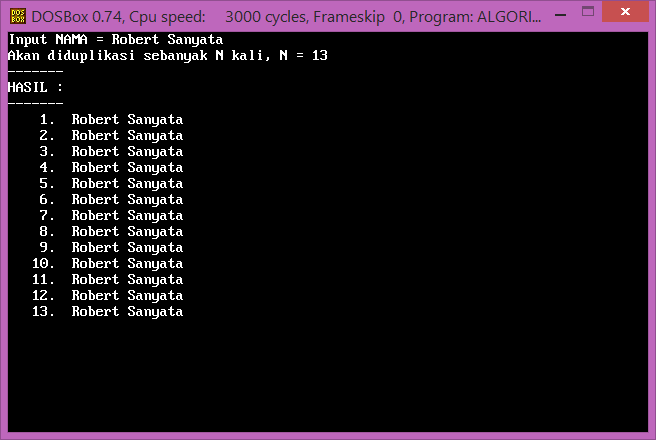 DOS BOX
DOSBox 0.74, Cpu speed: 3000 cycles, Frameskip 0, Program: ALGORI...
Input NAMA = Robert Sanyata
Akan diduplikasi sebanyak N kali, N = 13
-------
HASIL :
-------
1. Robert Sanyata
2. Robert Sanyata
3. Robert Sanyata
4. Robert Sanyata
5. Robert Sanyata
6. Robert Sanyata
7. Robert Sanyata
8. Robert Sanyata
9. Robert Sanyata
10. Robert Sanyata
11. Robert Sanyata
12. Robert Sanyata
13. Robert Sanyata